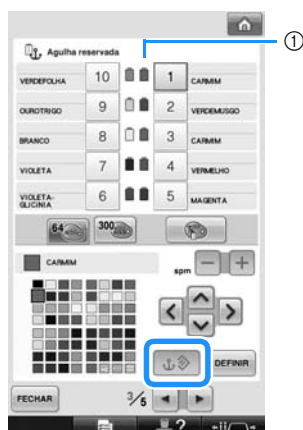 ①
Agulha reservada
VERDEFOLHA 10 1 CARMIM
OUROTRIGO 9 2 VERDEMUSGO
BRANCO 8 3 CARMIM
VIOLETA 7 4 VERMELHO
VIOLETA-GLICINIA 6 5 MAGENTA
64 300
CARMIM
spm - +
DEFINIR
FECHAR 3/5
?